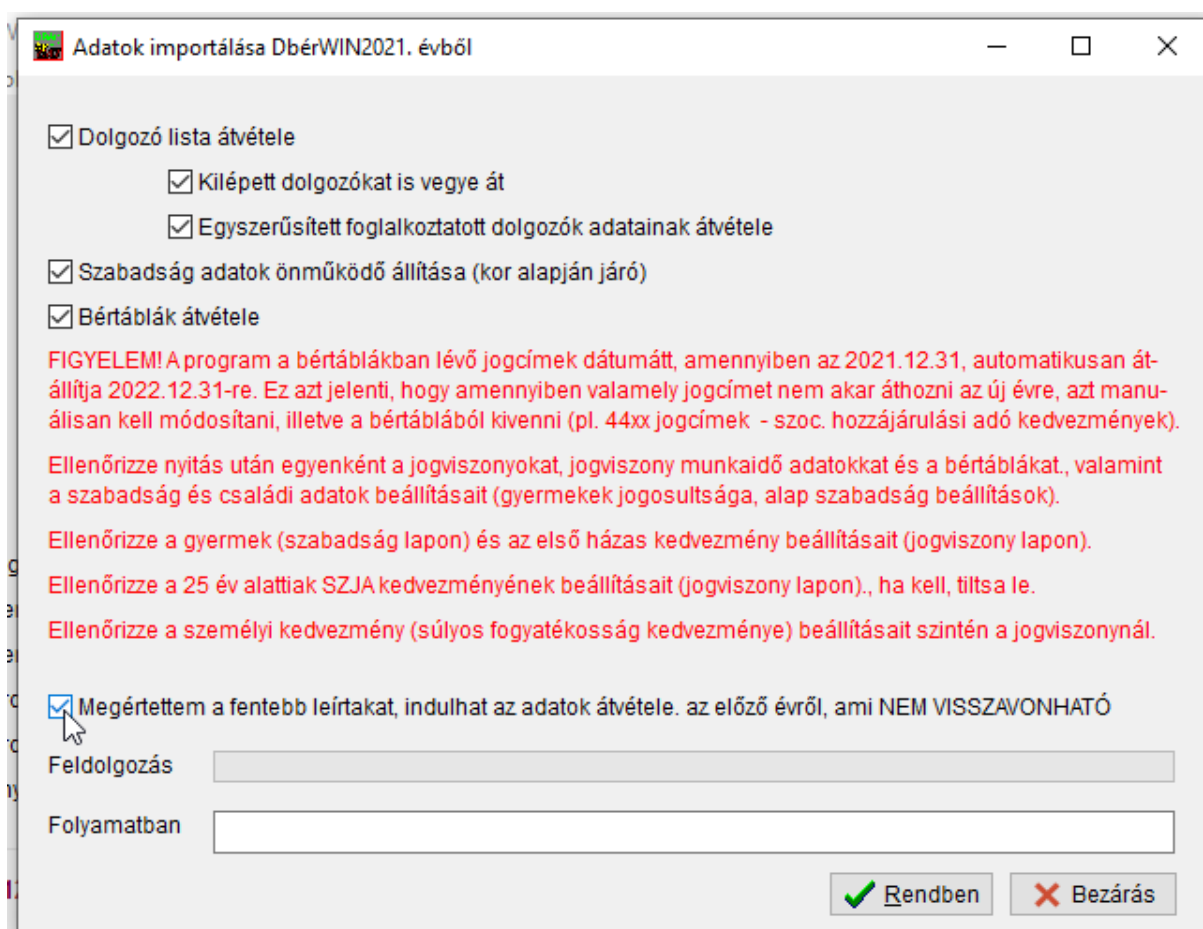 Adatok importálása DbérWIN2021. évből
Dolgozó lista átvétele
Kilépett dolgozókat is vegye át
Egyszerűsített foglalkoztatott dolgozók adatainak átvétele
Szabadság adatok önműködő állítása (kor alapján járó)
Bértáblák átvétele
FIGYELEM! A program a bértáblákban lévő jogcímek dátumátt, amennyiben az 2021.12.31, automatikusan át-
állítja 2022.12.31-re. Ez azt jelenti, hogy amennyiben valamely jogcímet nem akar áthozni az új évre, azt manu-
álisan kell módosítani, illetve a bértáblából kivenni (pl. 44xx jogcímek - szoc. hozzájárulási adó kedvezmények).
Ellenőrizze nyitás után egyenként a jogviszonyokat, jogviszony munkaidő adatokkat és a bértáblákat., valamint
a szabadság és családi adatok beállításait (gyermekek jogosultsága, alap szabadság beállítások).
Ellenőrizze a gyermek (szabadság lapon) és az első házas kedvezmény beállításait (jogviszony lapon).
Ellenőrizze a 25 év alattiak SZJA kedvezményének beállításait (jogviszony lapon)., ha kell, tiltsa le.
Ellenőrizze a személyi kedvezmény (súlyos fogyatékosság kedvezménye) beállításait szintén a jogviszonynál.
Megértettem a fentebb leírtakat, indulhat az adatok átvétele. az előző évről, ami NEM VISSZAVONHATÓ
Feldolgozás
Folyamatban
Rendben
Bezárás